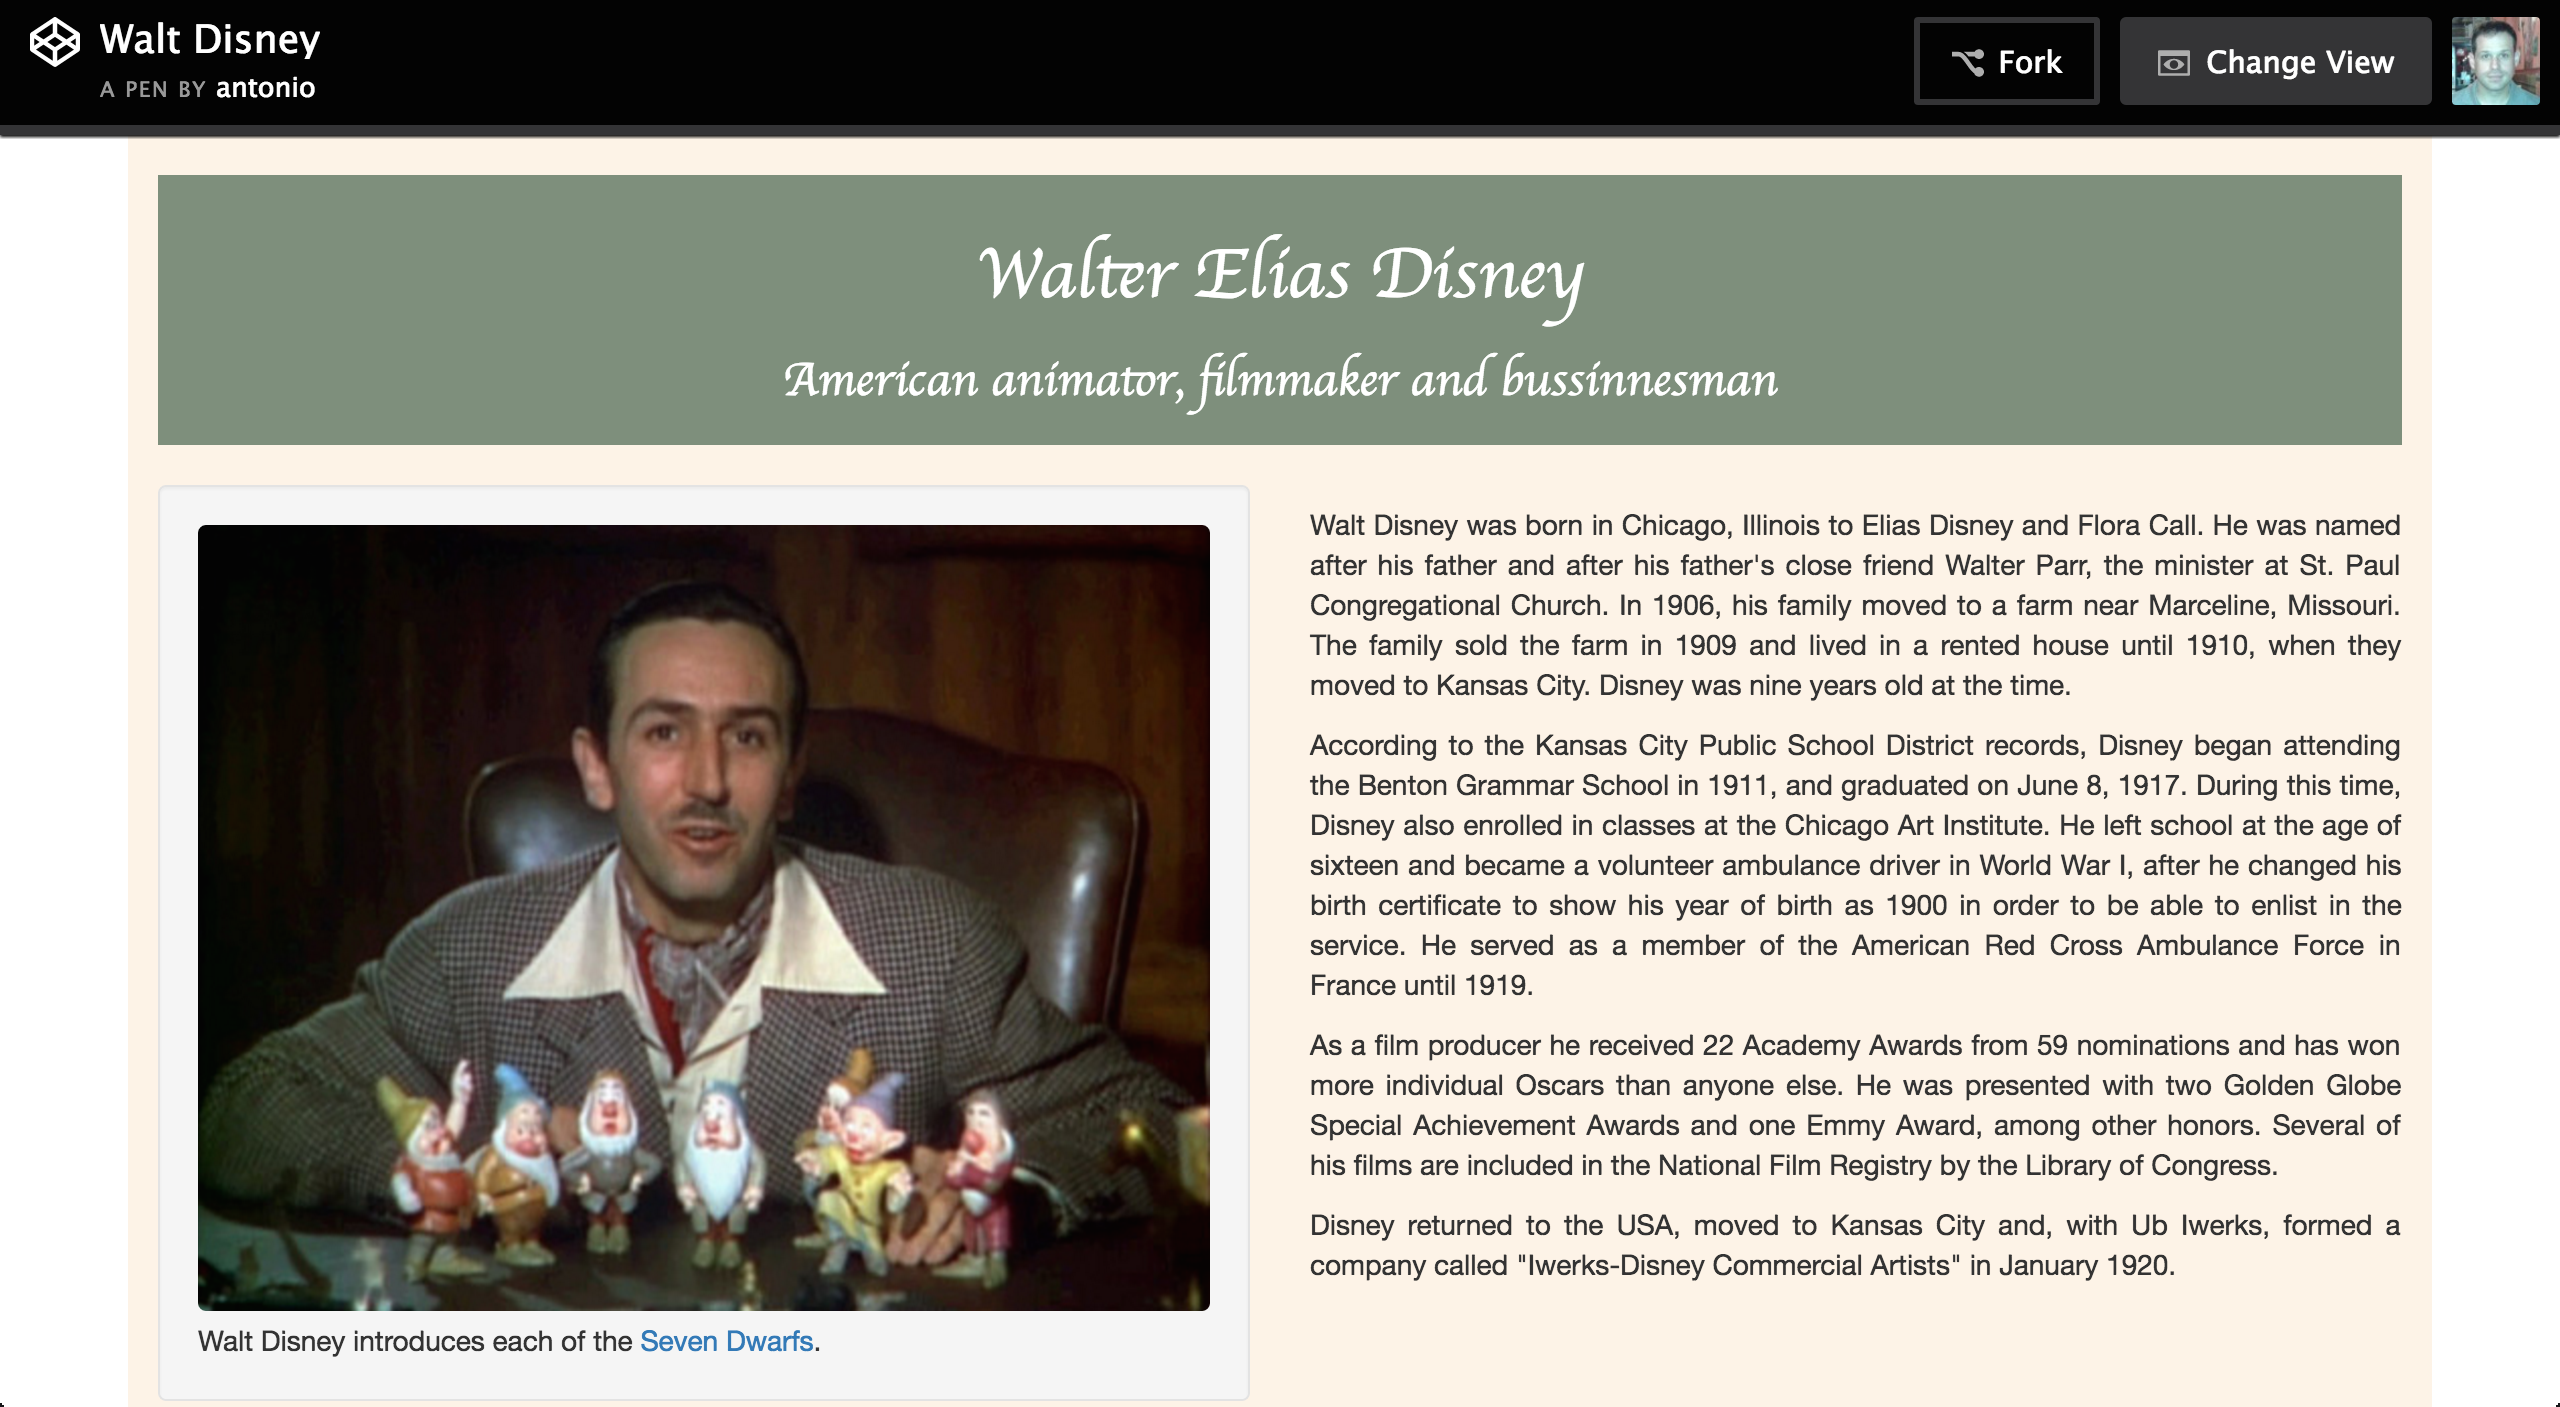 Walt Disney
A PEN BY antonio
Fork
Change View
Walter Elias Disney
American animator, filmmaker and bussinnesman
Walt Disney was born in Chicago, Illinois to Elias Disney and Flora Call. He was named
after his father and after his father's close friend Walter Parr, the minister at St. Paul
Congregational Church. In 1906, his family moved to a farm near Marceline, Missouri.
The family sold the farm in 1909 and lived in a rented house until 1910, when they
moved to Kansas City. Disney was nine years old at the time.
According to the Kansas City Public School District records, Disney began attending
the Benton Grammar School in 1911, and graduated on June 8, 1917. During this time,
Disney also enrolled in classes at the Chicago Art Institute. He left school at the age of
sixteen and became a volunteer ambulance driver in World War I, after he changed his
birth certificate to show his year of birth as 1900 in order to be able to enlist in the
service. He served as a member of the American Red Cross Ambulance Force in
France until 1919.
As a film producer he received 22 Academy Awards from 59 nominations and has won
more individual Oscars than anyone else. He was presented with two Golden Globe
Special Achievement Awards and one Emmy Award, among other honors. Several of
his films are included in the National Film Registry by the Library of Congress.
Disney returned to the USA, moved to Kansas City and, with Ub Iwerks, formed a
company called "Iwerks-Disney Commercial Artists" in January 1920.
Walt Disney introduces each of the Seven Dwarfs.